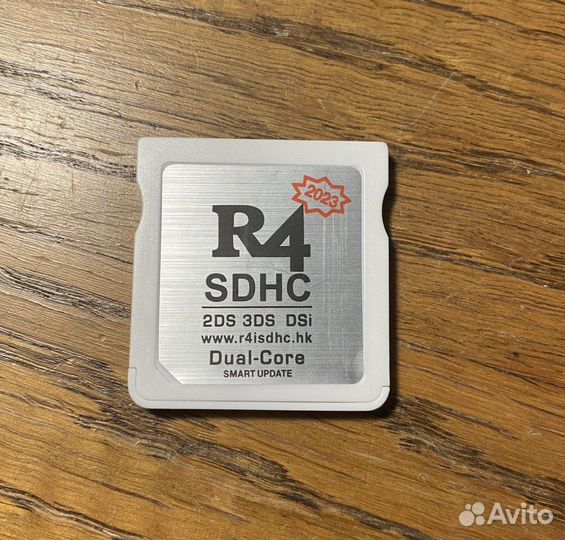 2023
R4
SDHC
2DS 3DS DSi
www.r4isdhc.hk
Dual-Core
SMART UPDATE
Avito